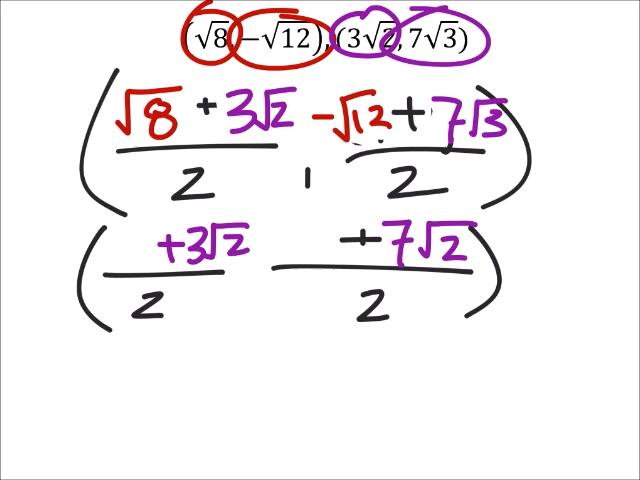 (√8, −√12), (3√2, 7√3)
(√8 + 3√2 / 2 , −√12 + 7√3 / 2)
( +3√2 / 2 +7√2 / 2)